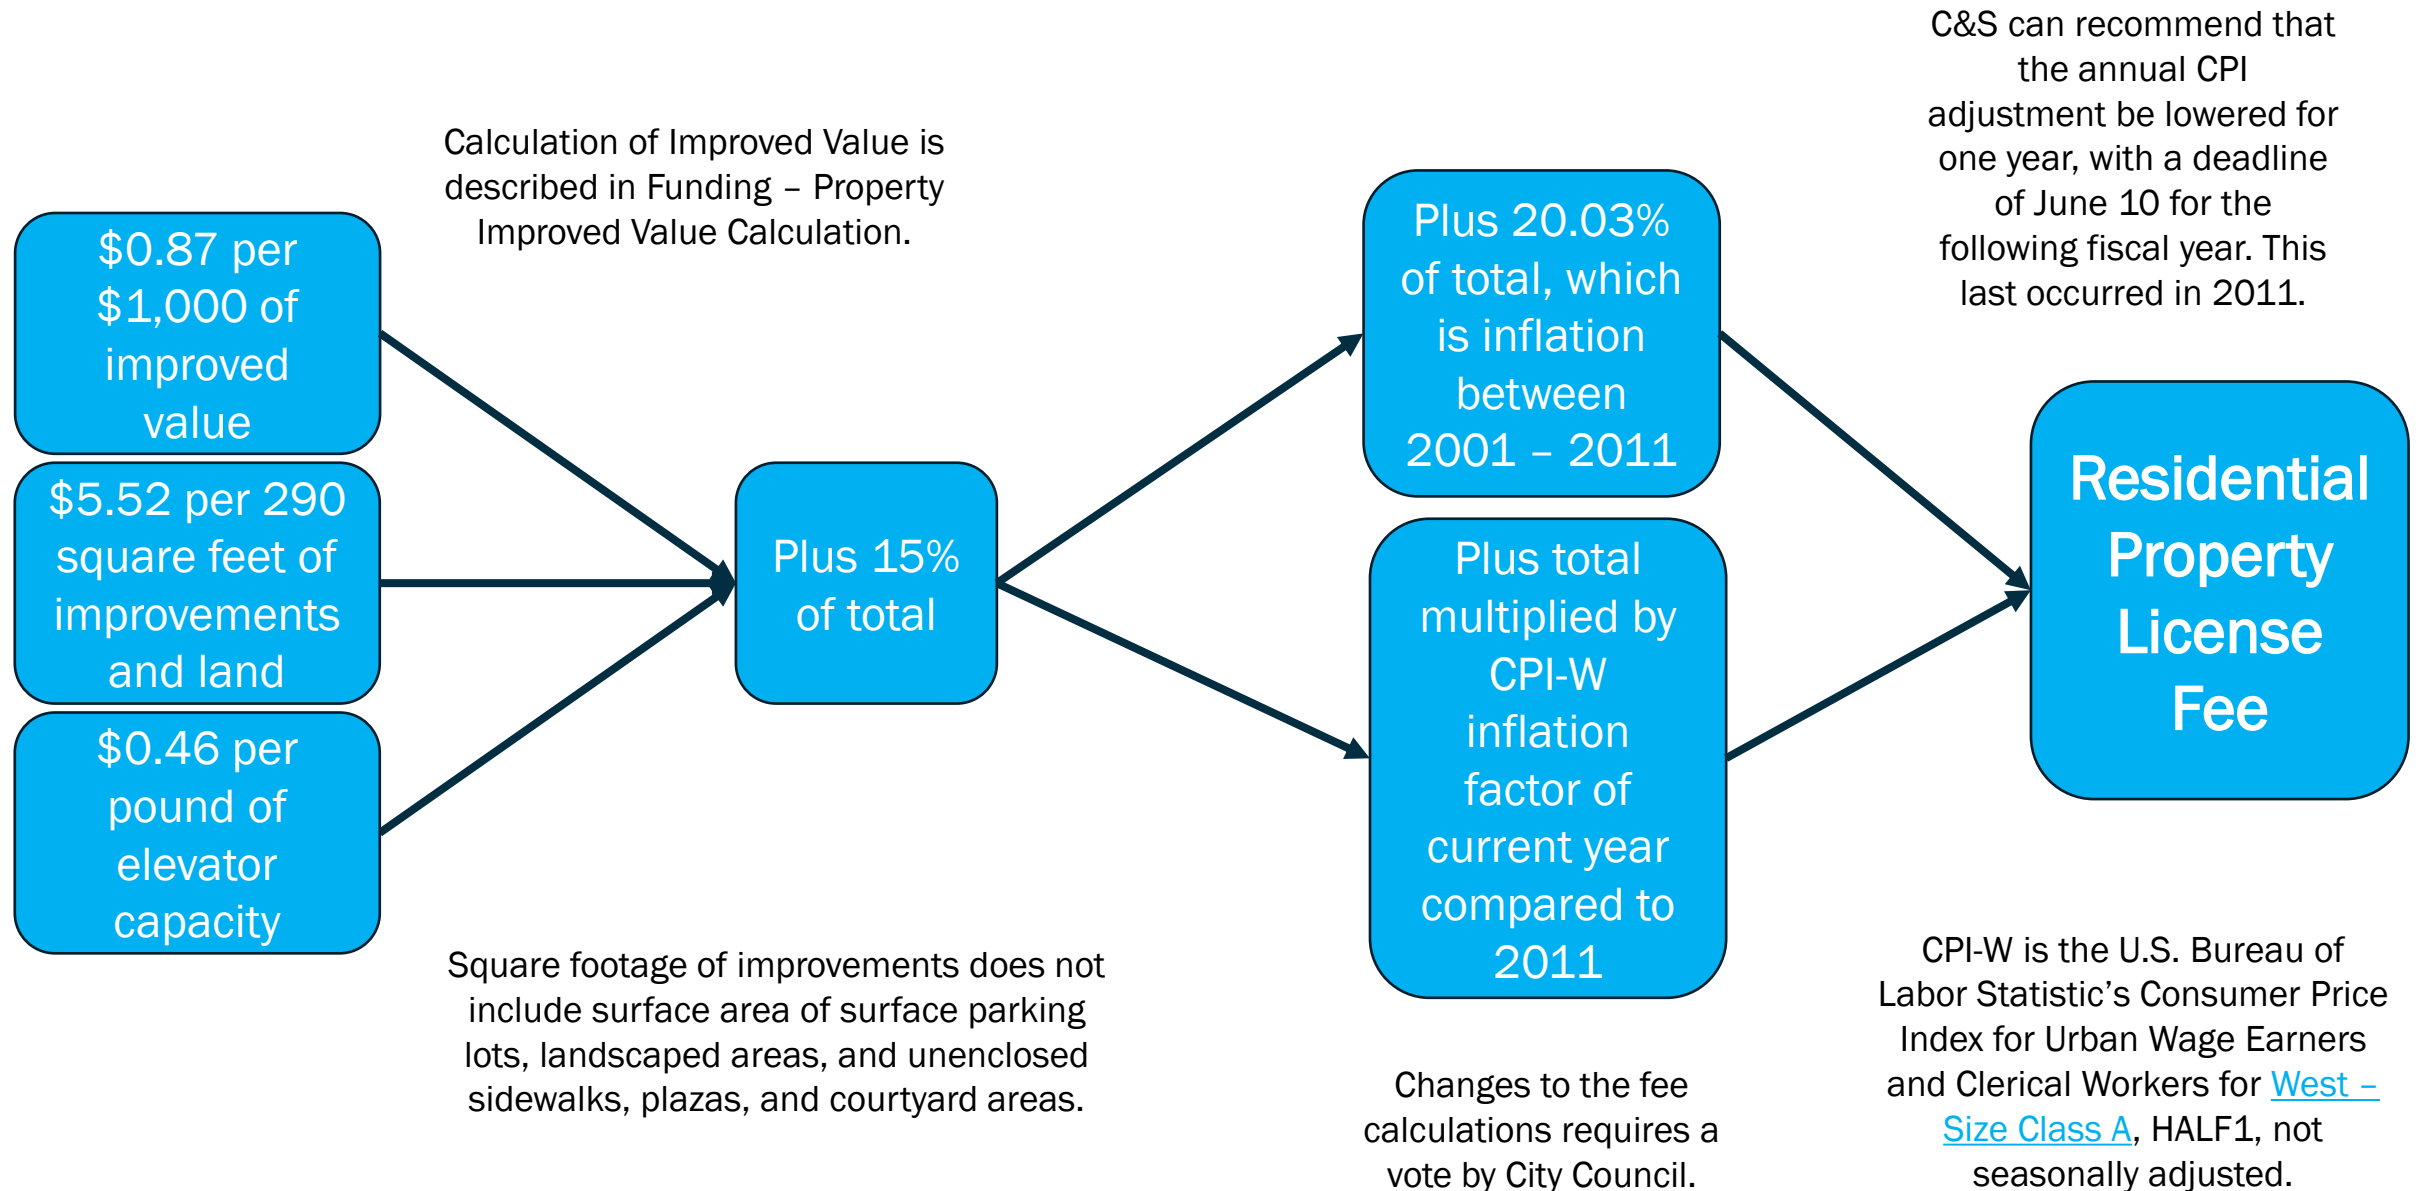 $0.87 per
$1,000 of
improved
value
$5.52 per 290
square feet of
improvements
and land
$0.46 per
pound of
elevator
capacity
Calculation of Improved Value is
described in Funding – Property
Improved Value Calculation.
Plus 15%
of total
Square footage of improvements does not
include surface area of surface parking
lots, landscaped areas, and unenclosed
sidewalks, plazas, and courtyard areas.
Plus 20.03%
of total, which
is inflation
between
2001 – 2011
Plus total
multiplied by
CPI-W
inflation
factor of
current year
compared to
2011
Changes to the fee
calculations requires a
vote by City Council.
C&S can recommend that
the annual CPI
adjustment be lowered for
one year, with a deadline
of June 10 for the
following fiscal year. This
last occurred in 2011.
Residential
Property
License
Fee
CPI-W is the U.S. Bureau of
Labor Statistic’s Consumer Price
Index for Urban Wage Earners
and Clerical Workers for West –
Size Class A, HALF1, not
seasonally adjusted.